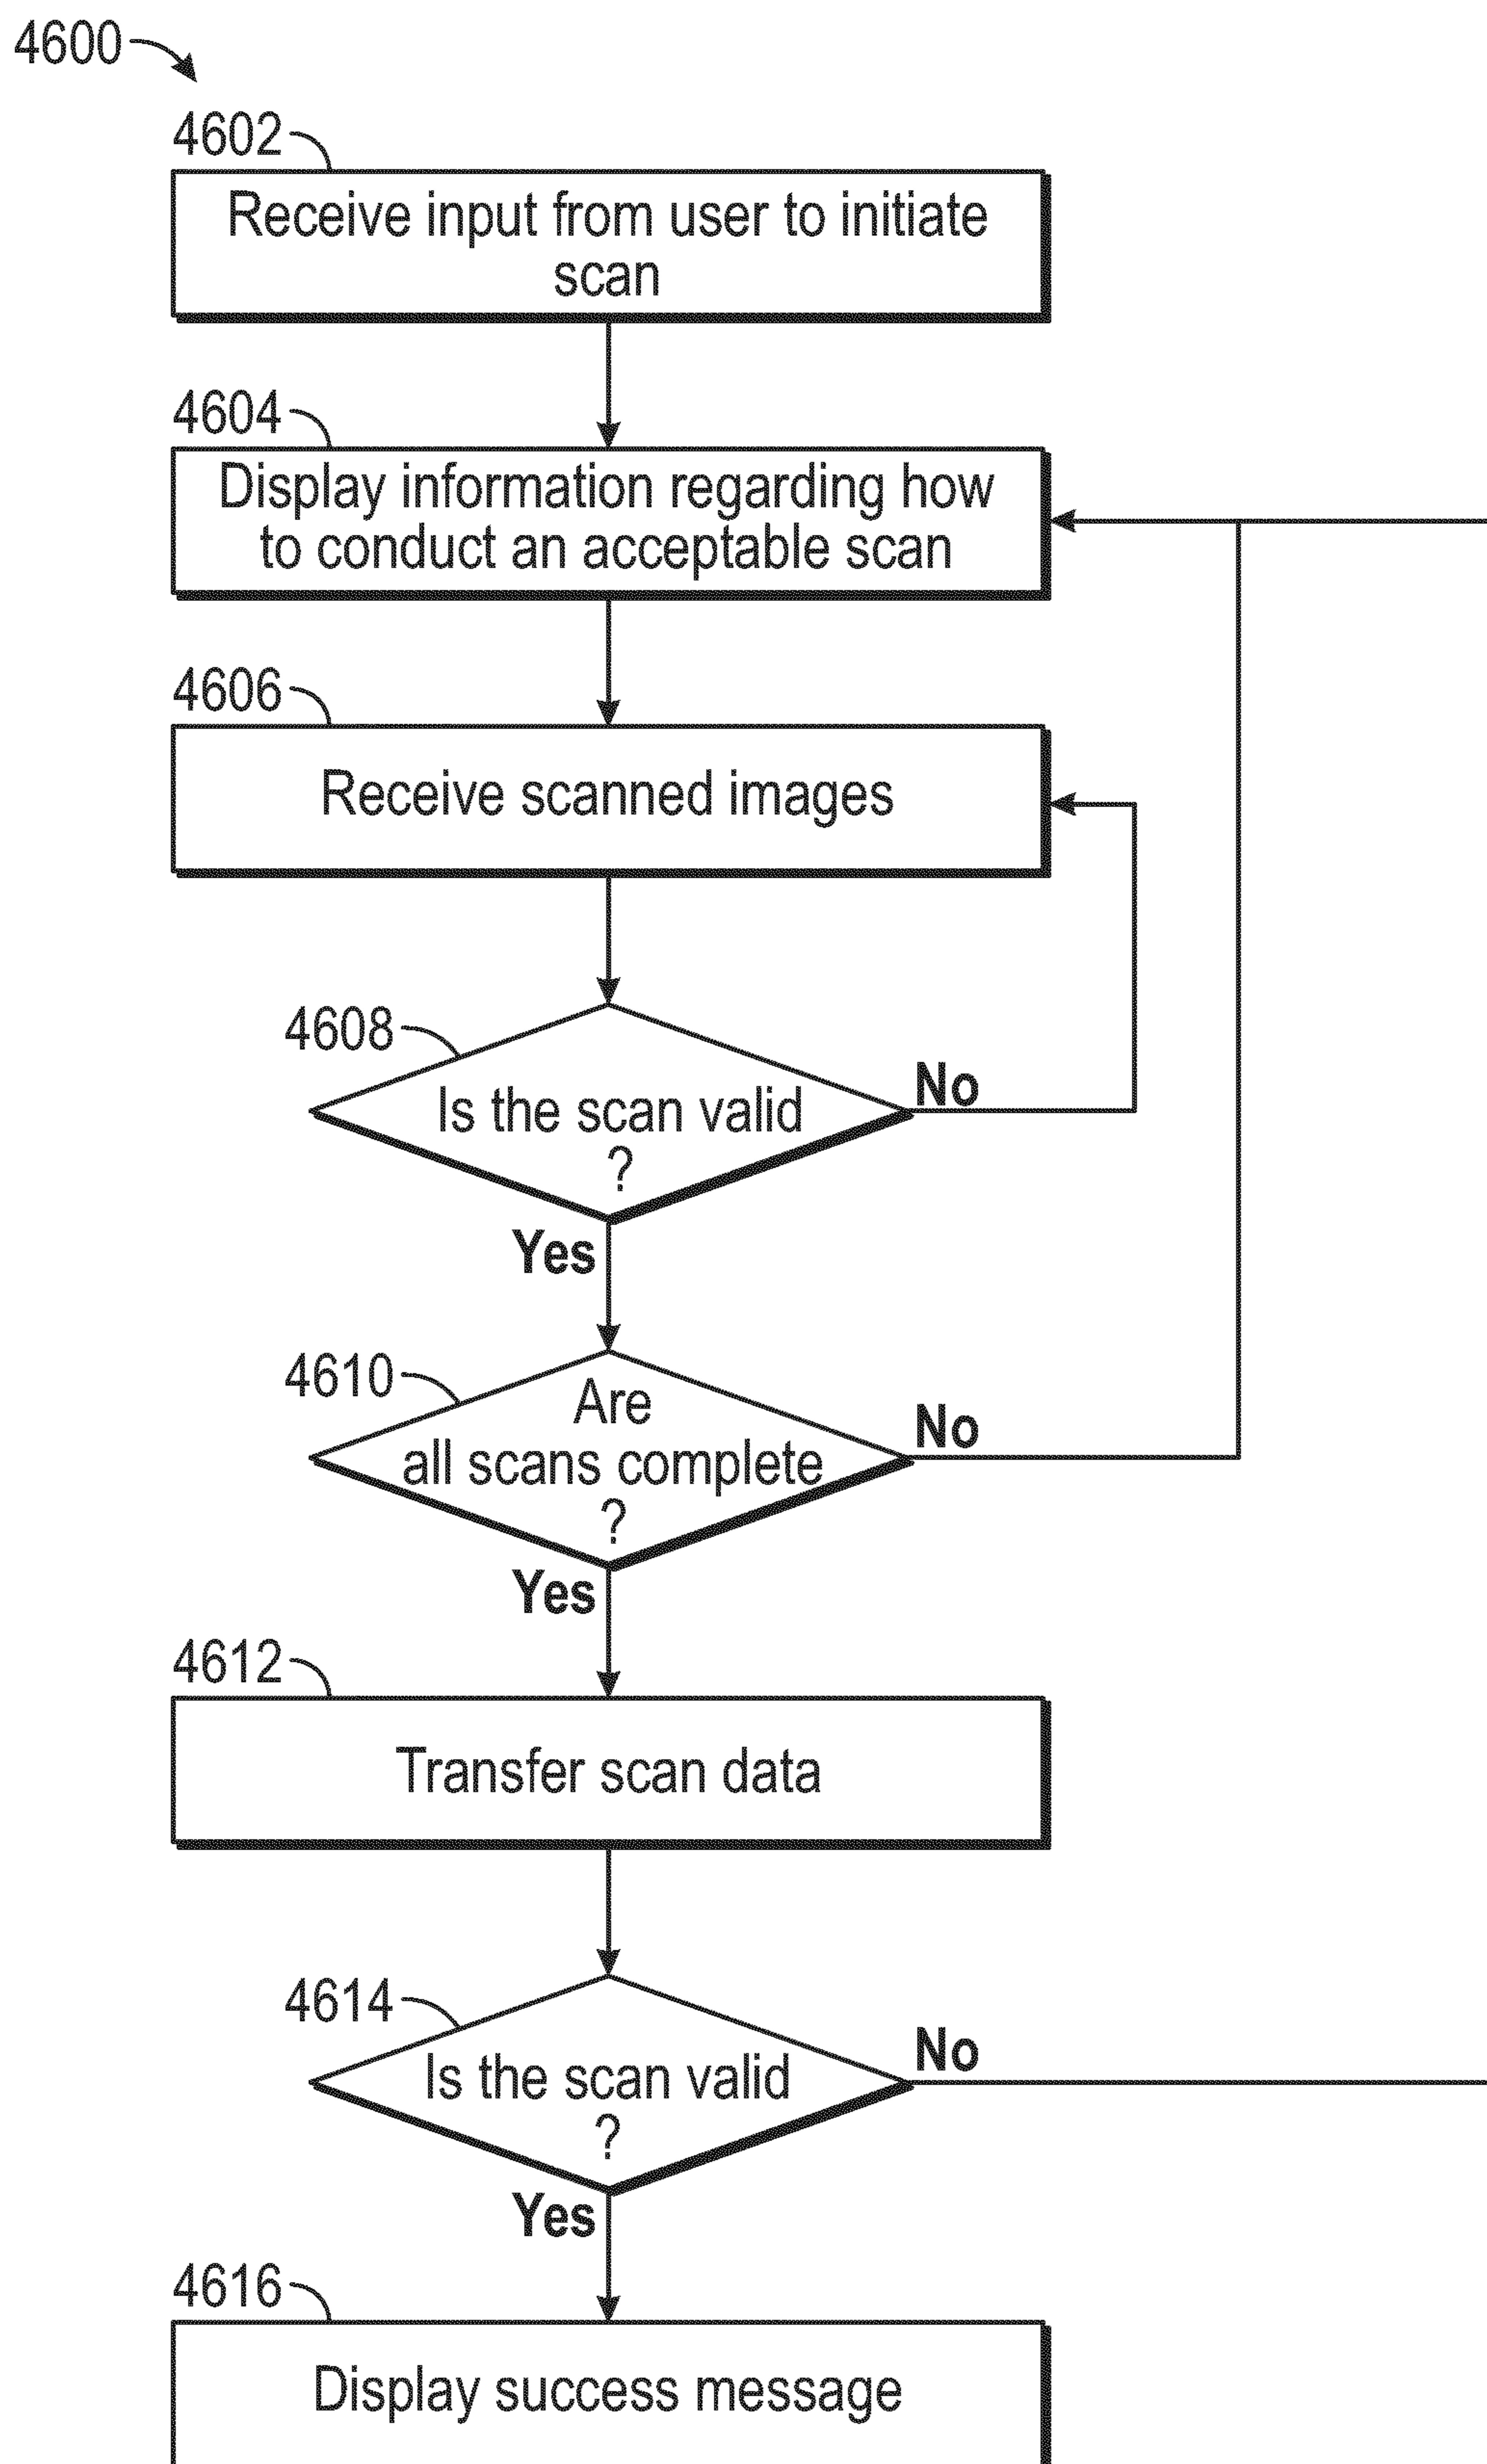 4600
4602
Receive input from user to initiate
scan
4604
Display information regarding how
to conduct an acceptable scan
4606
Receive scanned images
4608
Is the scan valid
?
No
Yes
4610
Are
all scans complete
?
No
Yes
4612
Transfer scan data
4614
Is the scan valid
?
No
Yes
4616
Display success message